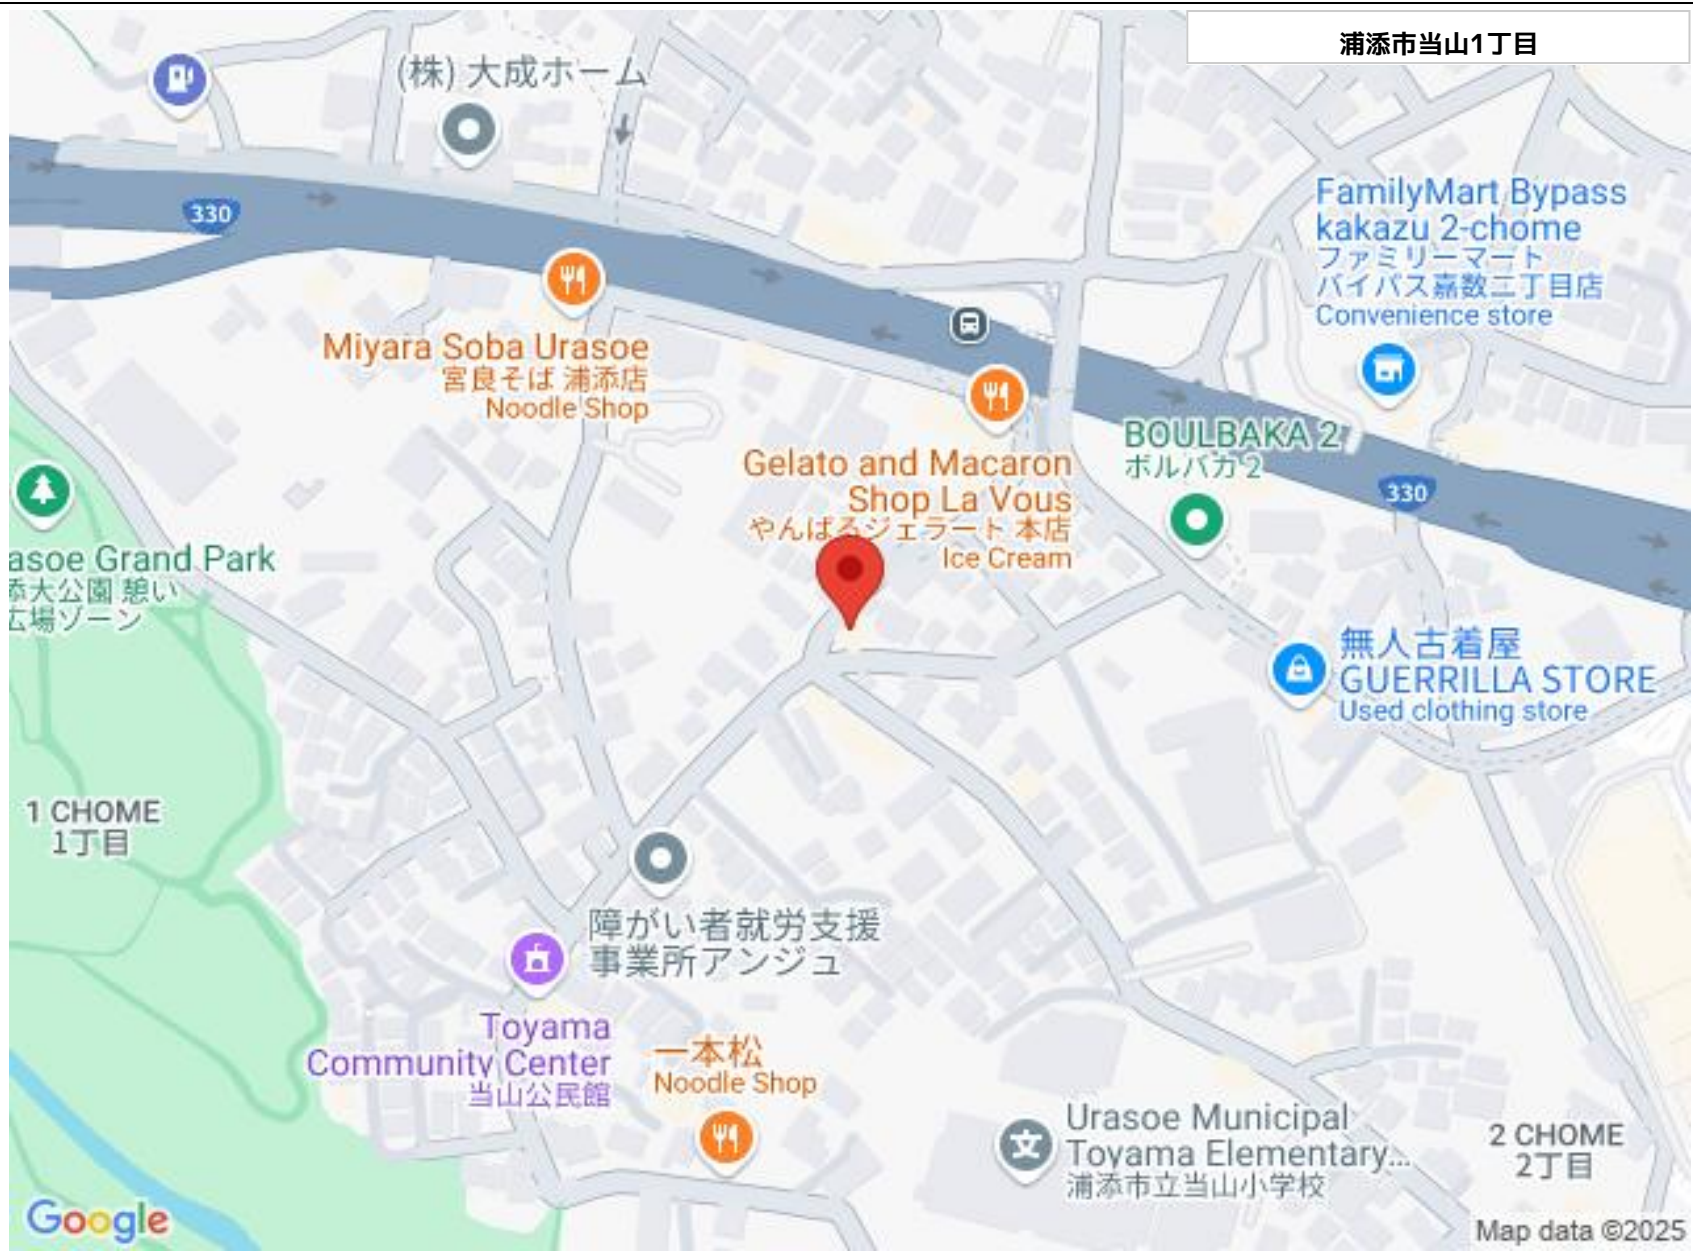 浦添市当山1丁目
(株) 大成ホーム
330
FamilyMart Bypass
kakazu 2-chome
ファミリーマート
バイパス嘉数二丁目店
Convenience store
Miyara Soba Urasoe
宮良そば 浦添店
Noodle Shop
BOULBAKA 2
ボルバカ2
Gelato and Macaron
Shop La Vous
やんばるジェラート 本店
Ice Cream
330
asoe Grand Park
添大公園 憩い
広場ゾーン
無人古着屋
GUERRILLA STORE
Used clothing store
1 CHOME
1丁目
障がい者就労支援
事業所アンジュ
Toyama
Community Center
当山公民館
一本松
Noodle Shop
文
Urasoe Municipal
Toyama Elementary...
浦添市立当山小学校
2 CHOME
2丁目
Google
Map data ©2025